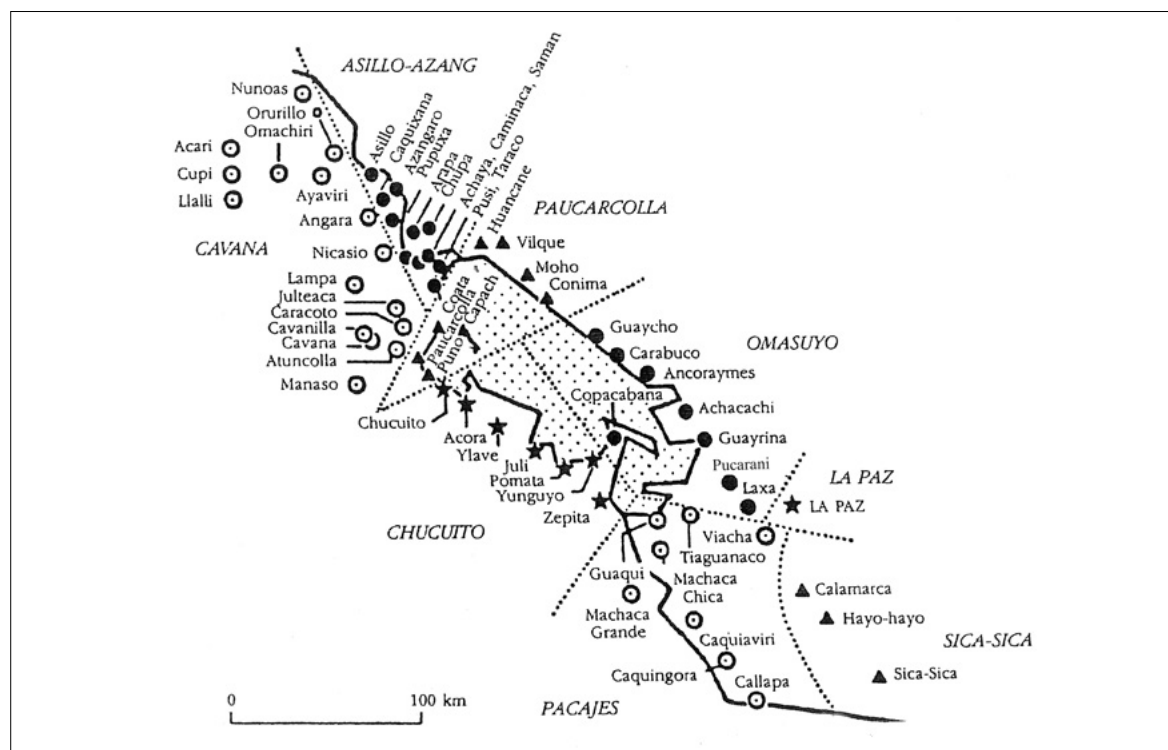 ASILLO-AZANG
Nunoas
Orurillo
Omachiri
Acari
Cupi
Llalli
Ayaviri
Angara
Asillo
Caquixana
Azangaro
Pupuxa
Arapa
Chupa
Achaya, Caminaca, Saman
Pusi, Taraco
Huancane
PAUCARCOLLA
Vilque
Moho
Conima
CAVANA
Nicasio
Lampa
Julteaca
Caracoto
Cavanilla
Cavana
Atuncolla
Manaso
Coata
Capach
Paucarcolla
Puno
Guaycho
OMASUYO
Carabuco
Ancoraymes
Copacabana
Achacachi
Guayrina
Chucuito
Acora
Ylave
Juli
Pomata
Yunguyo
Zepita
Pucarani
Laxa
LA PAZ
LA PAZ
CHUCUITO
Viacha
Tiaguanaco
Guaqui
Machaca
Chica
Machaca
Grande
Calamarca
Hayo-hayo
SICA-SICA
Caquiaviri
Caquingora
Sica-Sica
Callapa
PACAJES
0 100 km